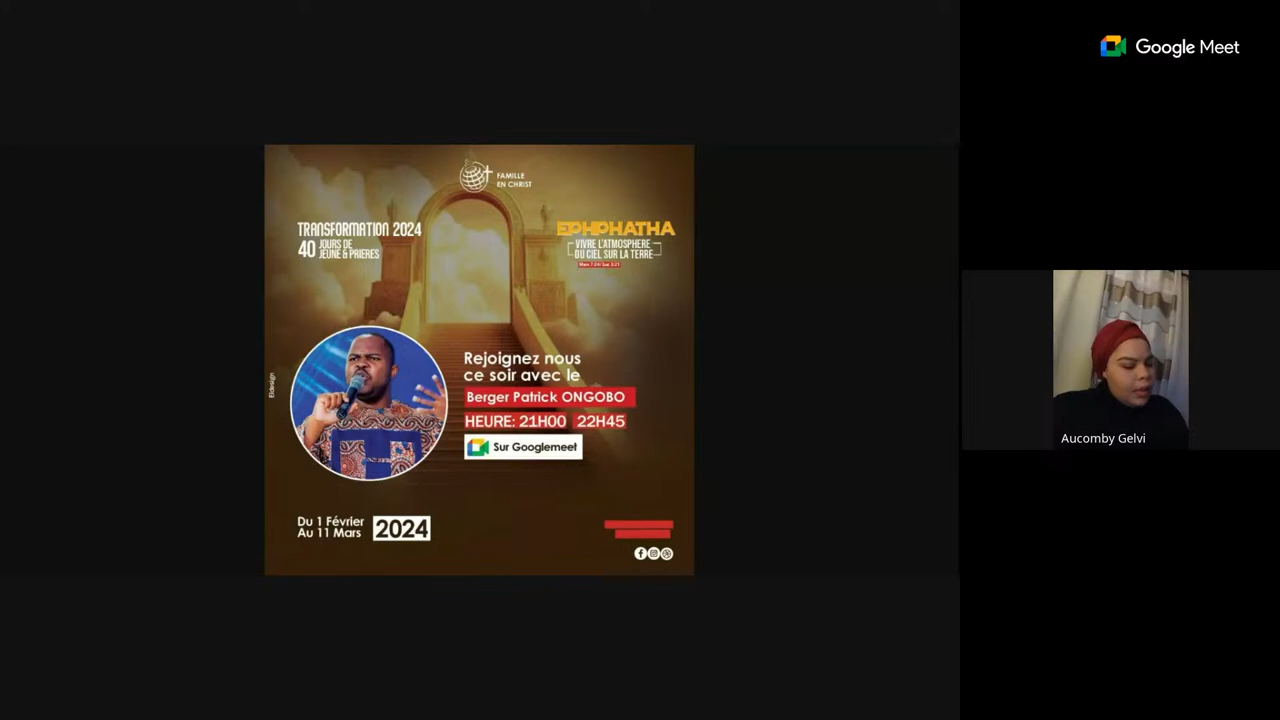 Google Meet
FAMILLE
EN CHRIST
TRANSFORMATION 2024
40 JOURS DE
JEUNE & PRIERES
EPHPHATHA
VIVRE L'ATMOSPHERE
DU CIEL SUR LA TERRE
Eldesign
Rejoignez nous
ce soir avec le
Berger Patrick ONGOBO
HEURE: 21H00 22H45
Sur Googlemeet
Du 1 Février
Au 11 Mars 2024
Aucomby Gelvi